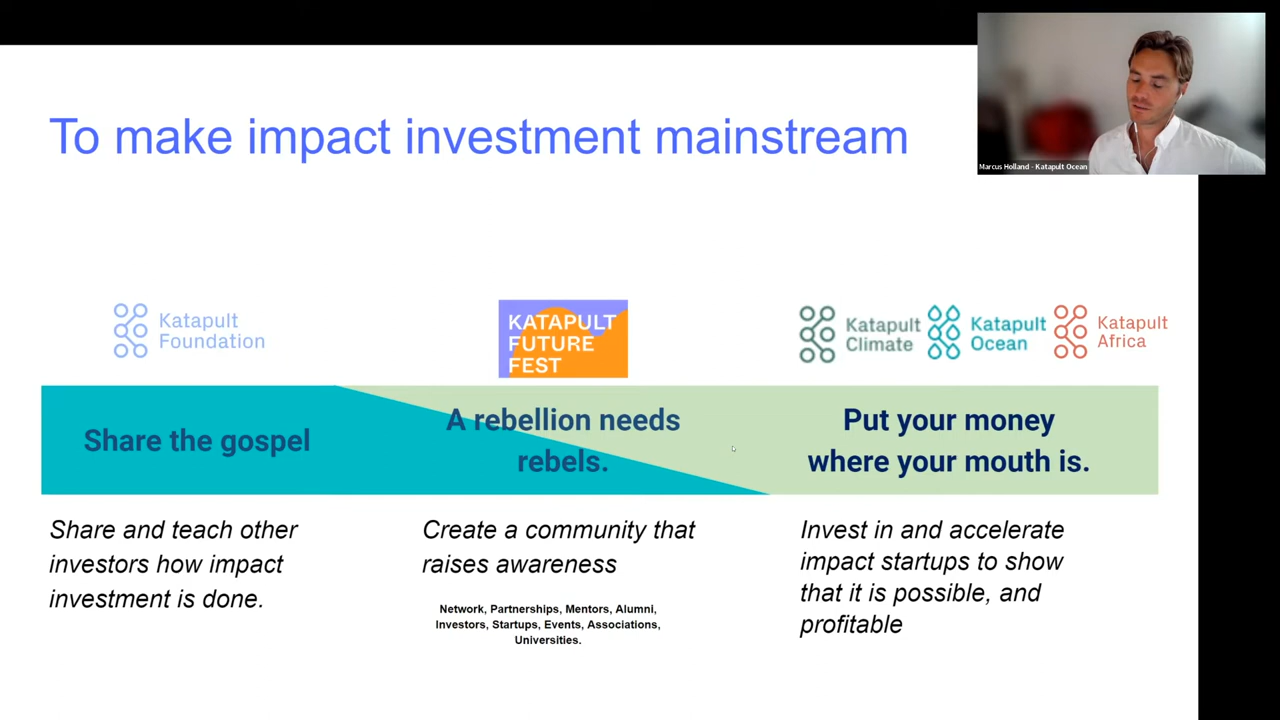 To make impact investment mainstream
Marcus Holland - Katapult Ocean
Katapult
Foundation
KATAPULT
FUTURE
FEST
Katapult
Climate
Katapult
Ocean
Katapult
Africa
Share the gospel
A rebellion needs
rebels.
Put your money
where your mouth is.
Share and teach other
investors how impact
investment is done.
Create a community that
raises awareness
Network, Partnerships, Mentors, Alumni,
Investors, Startups, Events, Associations,
Universities.
Invest in and accelerate
impact startups to show
that it is possible, and
profitable